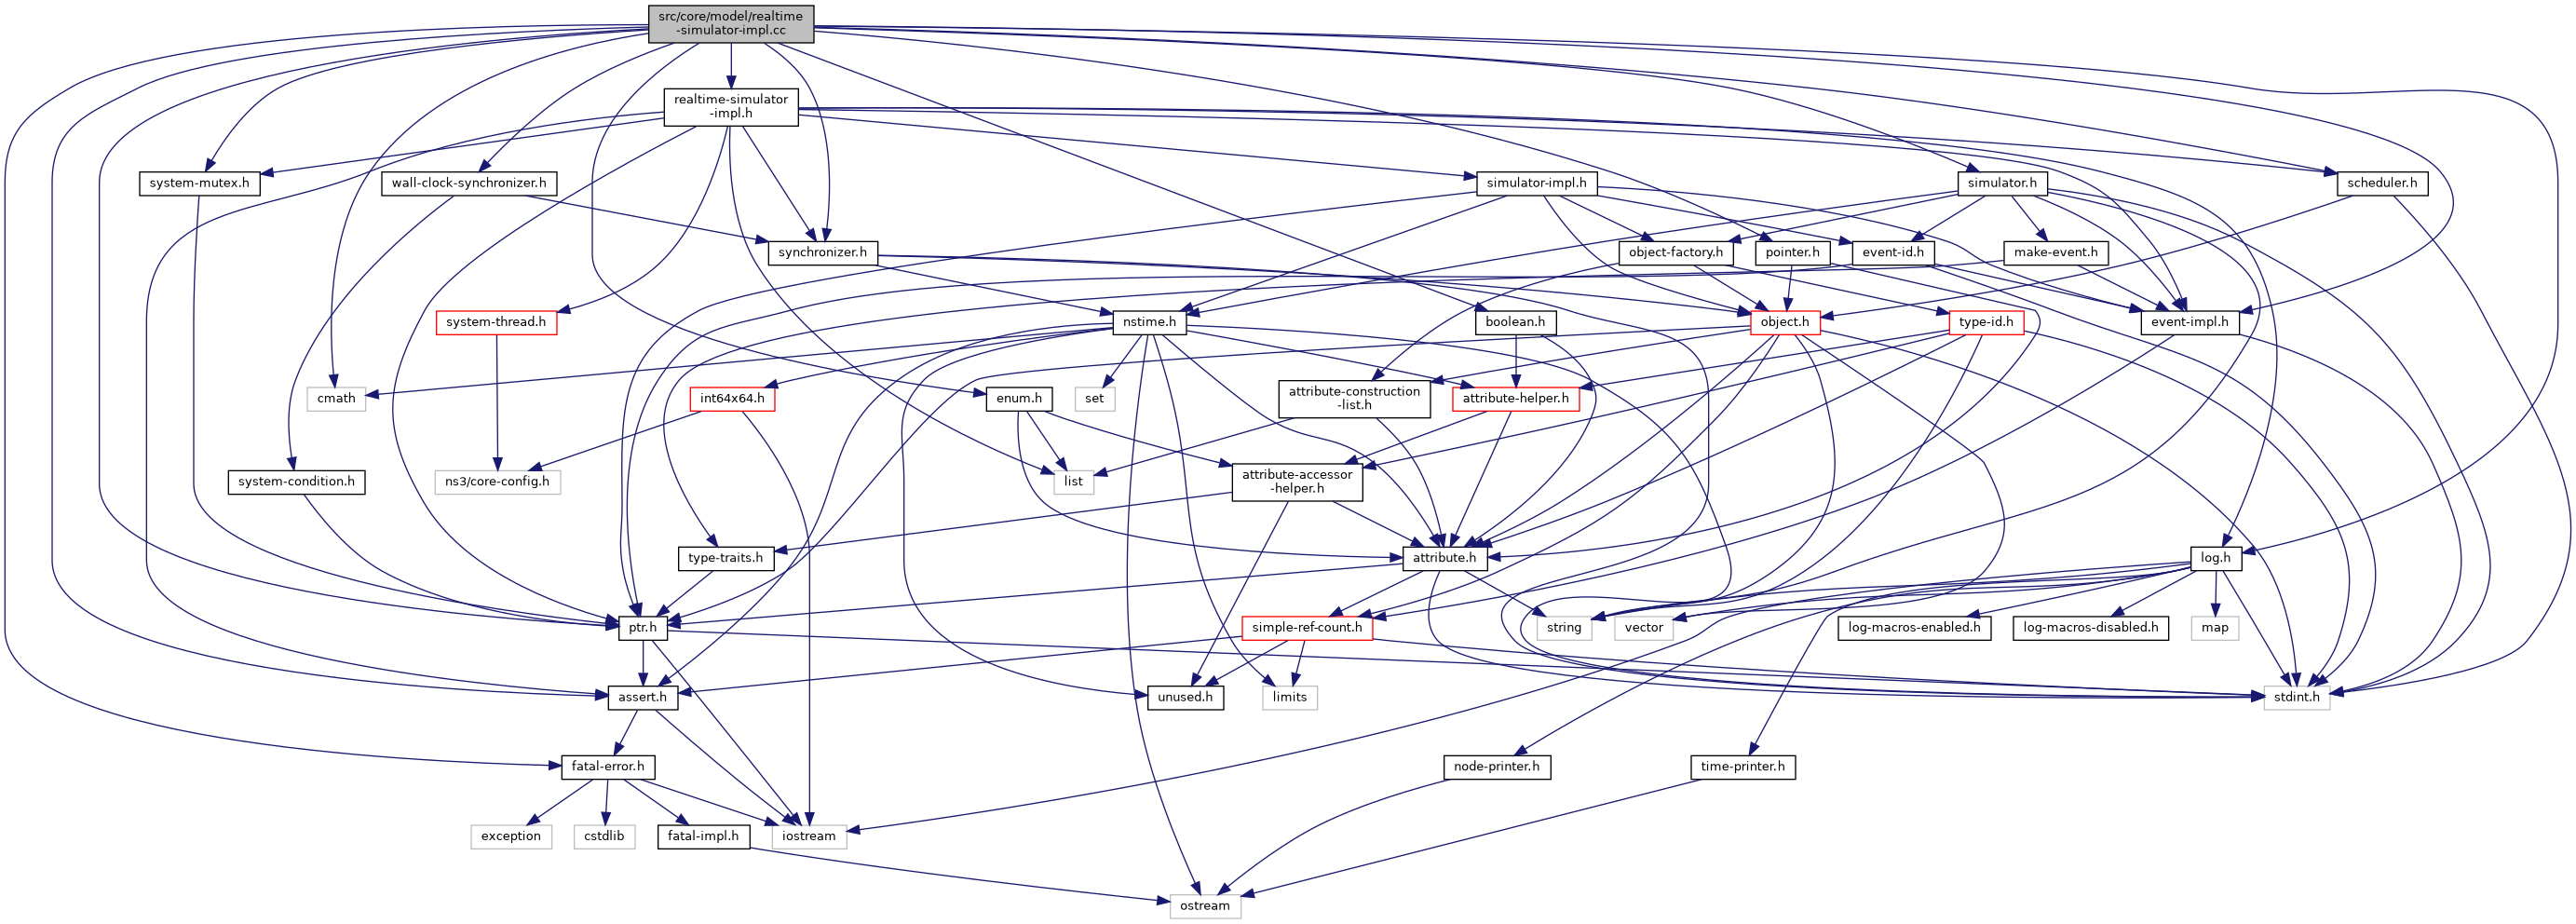 src/core/model/realtime
-simulator-impl.cc
realtime-simulator
-impl.h
system-mutex.h
wall-clock-synchronizer.h
simulator-impl.h
simulator.h
scheduler.h
synchronizer.h
object-factory.h
pointer.h
event-id.h
make-event.h
system-thread.h
nstime.h
boolean.h
object.h
type-id.h
event-impl.h
cmath
int64x64.h
enum.h
set
attribute-construction
-list.h
attribute-helper.h
system-condition.h
ns3/core-config.h
list
attribute-accessor
-helper.h
type-traits.h
attribute.h
log.h
ptr.h
simple-ref-count.h
string
vector
log-macros-enabled.h
log-macros-disabled.h
map
assert.h
unused.h
limits
stdint.h
fatal-error.h
node-printer.h
time-printer.h
exception
cstdlib
fatal-impl.h
iostream
ostream